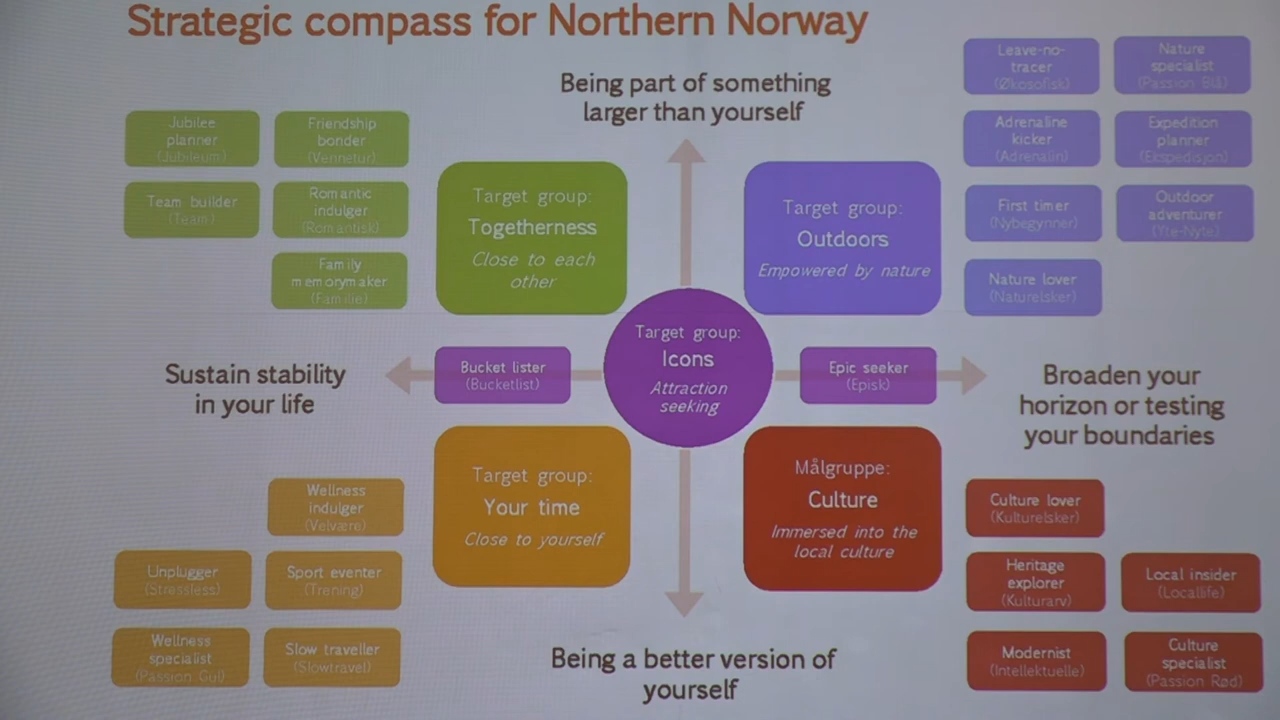 Strategic compass for Northern Norway
Being part of something
larger than yourself
Jubilee
planner
(Jubileum)
Friendship
bonder
(Vennetur)
Team builder
(Team)
Romantic
indulger
(Romantisk)
Family
memorymaker
(Familie)
Target group:
Togetherness
Close to each
other
Target group:
Outdoors
Empowered by nature
Leave-no-
tracer
(Økosofisk)
Nature
specialist
(Passion Blå)
Adrenaline
kicker
(Adrenalin)
Expedition
planner
(Ekspedisjon)
First timer
(Nybegynner)
Outdoor
adventurer
(Yte-Nyte)
Nature lover
(Naturelsker)
Sustain stability
in your life
Bucket lister
(Bucketlist)
Target group:
Icons
Attraction
seeking
Epic seeker
(Episk)
Broaden your
horizon or testing
your boundaries
Wellness
indulger
(Velvære)
Unplugger
(Stressless)
Sport eventer
(Trening)
Wellness
specialist
(Passion Gul)
Slow traveller
(Slowtravel)
Target group:
Your time
Close to yourself
Målgruppe:
Culture
Immersed into the
local culture
Culture lover
(Kulturelsker)
Heritage
explorer
(Kulturarv)
Local insider
(Locallife)
Modernist
(Intellektuelle)
Culture
specialist
(Passion Rød)
Being a better version of
yourself